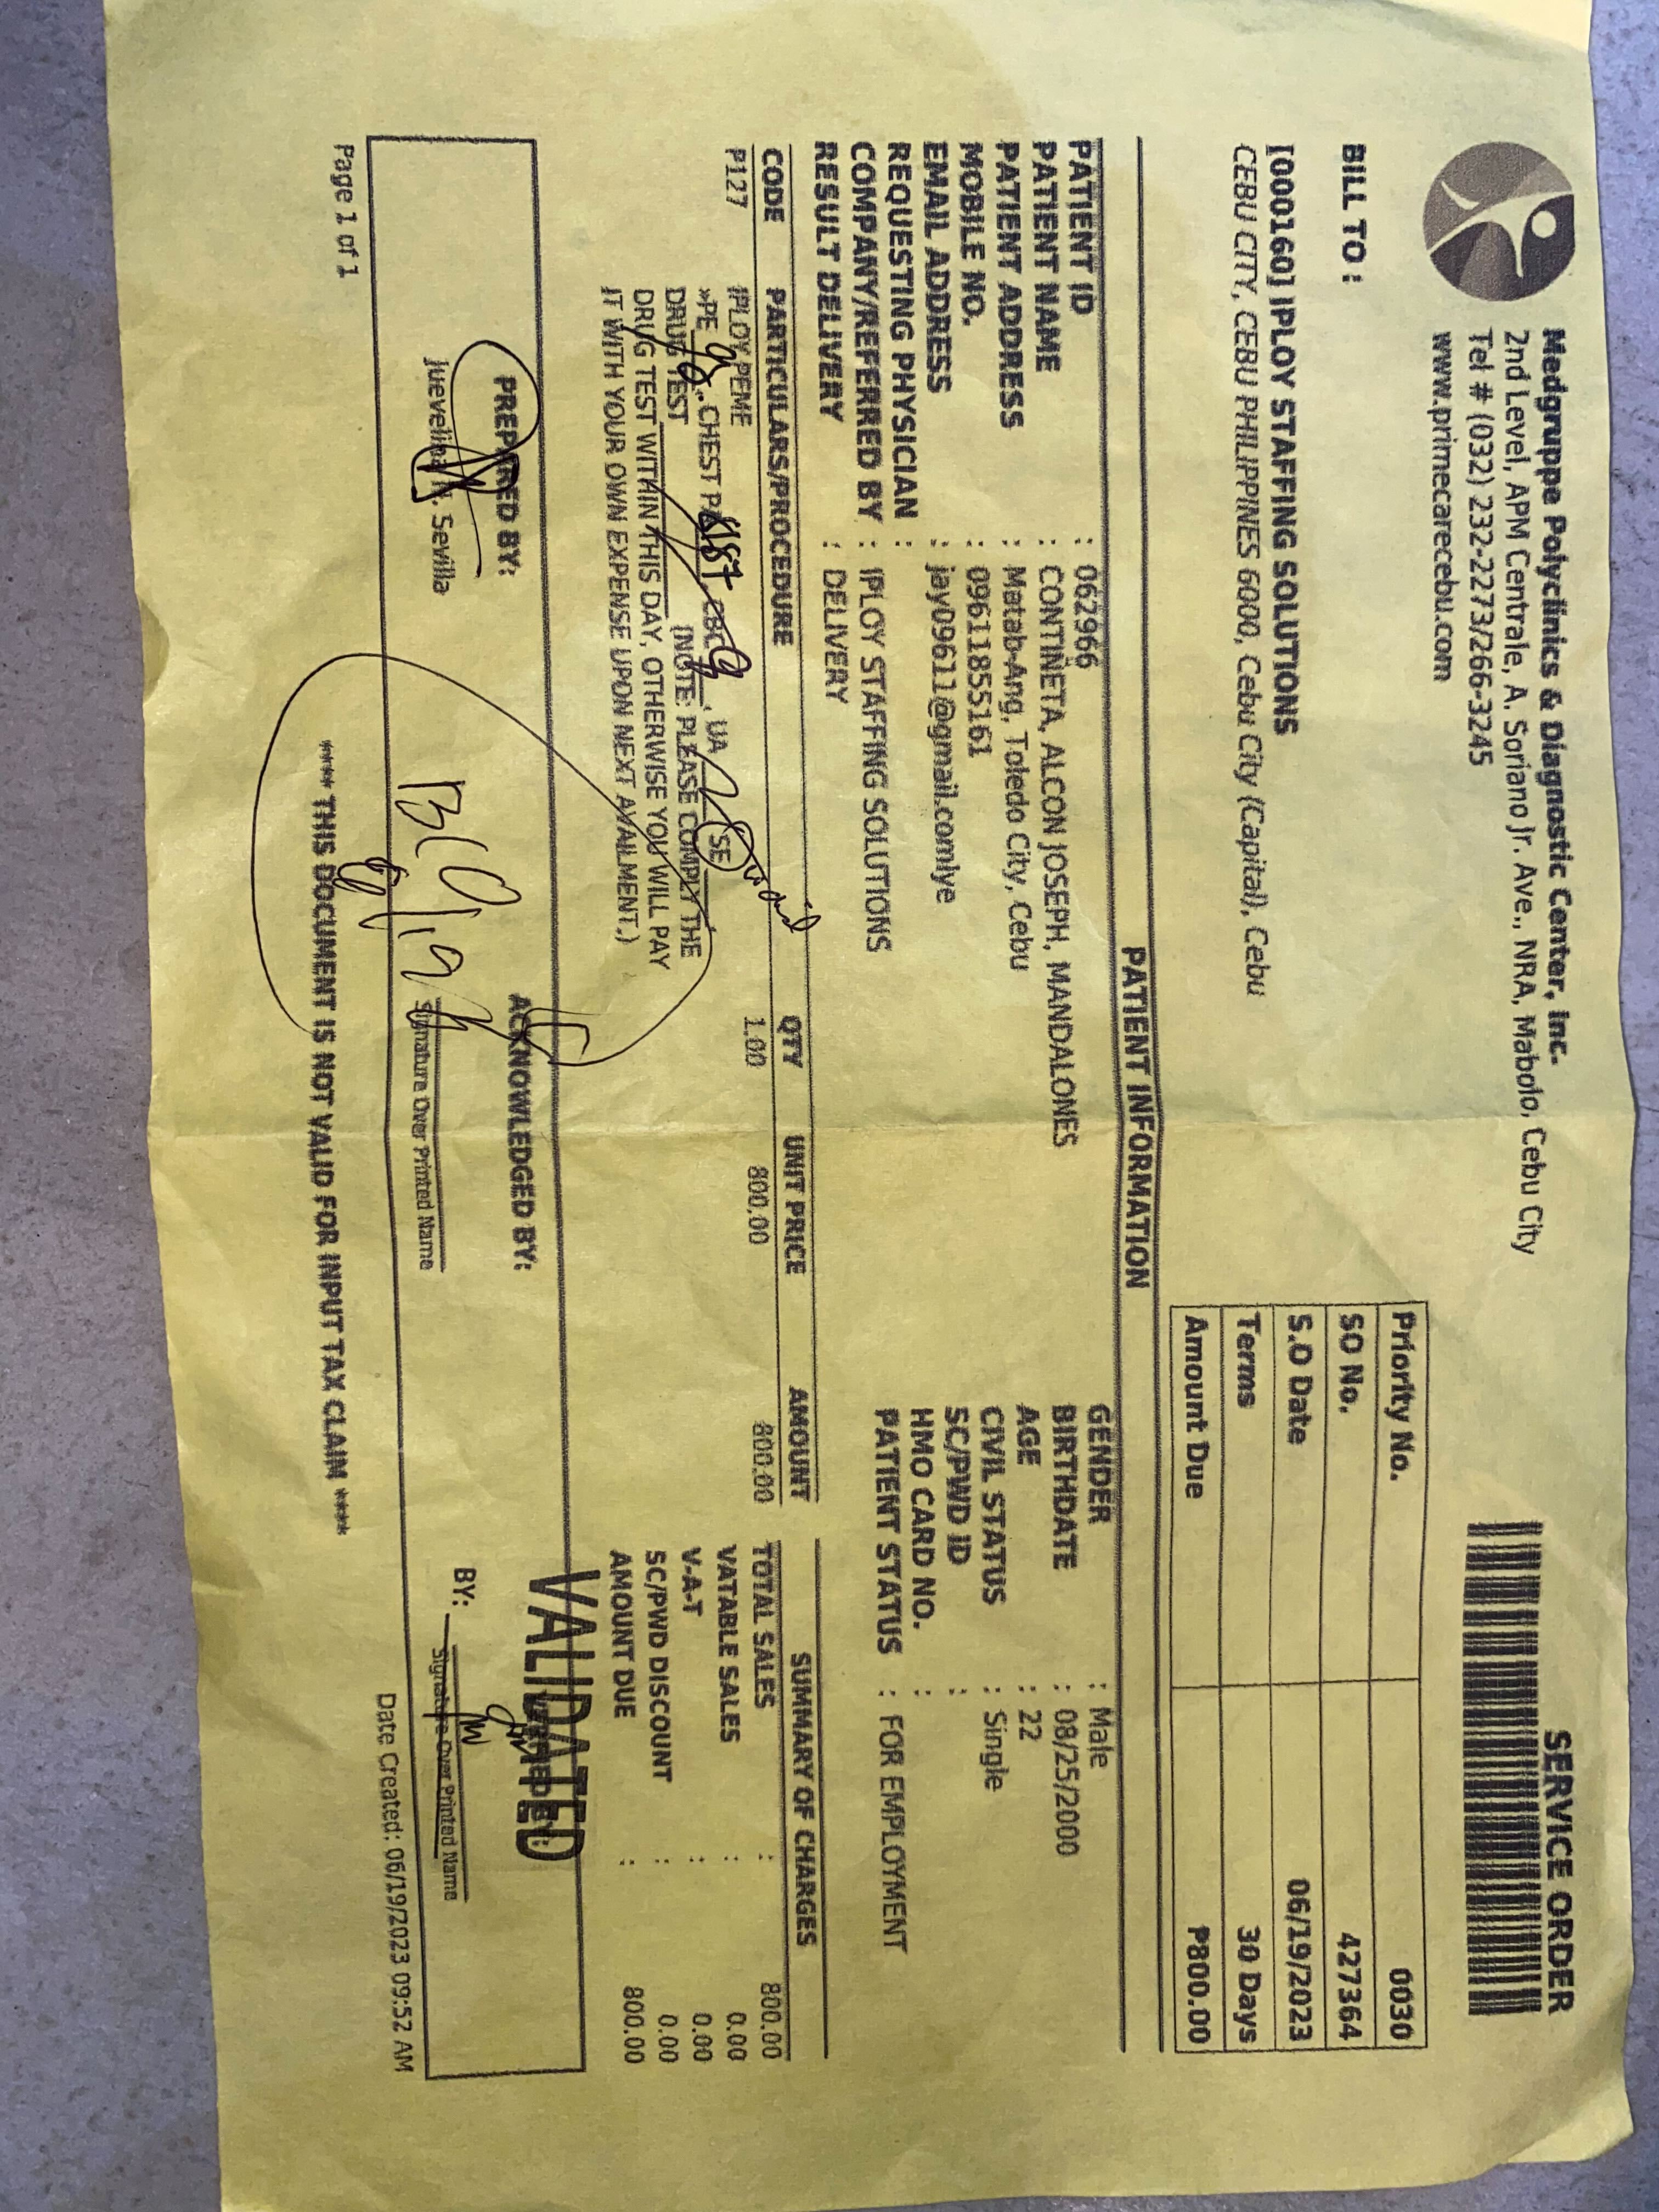 Medgruppe Polyclinics & Diagnostic Center, Inc.
2nd Level, APM Centrale, A. Soriano Jr. Ave., NRA, Mabolo, Cebu City
Tel # (032) 232-2273/266-3245
www.primecarecebu.com
SERVICE ORDER
BILL TO :
[000160] IPLOY STAFFING SOLUTIONS
CEBU CITY, CEBU PHILIPPINES 6000, Cebu City (Capital), Cebu
Priority No. 0030
SO No. 427364
S.O Date 06/19/2023
Terms 30 Days
Amount Due ₱800.00
PATIENT INFORMATION
PATIENT ID : 062966
PATIENT NAME : CONTINETA, ALCON JOSEPH, MANDALONES
PATIENT ADDRESS : Matab-Ang, Toledo City, Cebu
MOBILE NO. : 09611855161
EMAIL ADDRESS : jay09611@gmail.comlye
REQUESTING PHYSICIAN :
COMPANY/REFERRED BY : IPLOY STAFFING SOLUTIONS
RESULT DELIVERY : DELIVERY
GENDER : Male
BIRTHDATE : 08/25/2000
AGE : 22
CIVIL STATUS : Single
SC/PWD ID :
HMO CARD NO. :
PATIENT STATUS : FOR EMPLOYMENT
CODE PARTICULARS/PROCEDURE QTY UNIT PRICE AMOUNT
P127 IPLOY PEME 1.00 800.00 800.00
»PE CHEST PA CBC, UA, SE
DRUG TEST (NOTE: PLEASE COMPLY THE
DRUG TEST WITHIN THIS DAY, OTHERWISE YOU WILL PAY
IT WITH YOUR OWN EXPENSE UPON NEXT AVAILMENT.)
SUMMARY OF CHARGES
TOTAL SALES : 800.00
VATABLE SALES : 0.00
V-A-T : 0.00
SC/PWD DISCOUNT : 0.00
AMOUNT DUE : 800.00
PREPARED BY:
Sevilla
ACKNOWLEDGED BY:
Signature Over Printed Name
VALIDATED
BY:
Signature Over Printed Name
**** THIS DOCUMENT IS NOT VALID FOR INPUT TAX CLAIM ****
Page 1 of 1
Date Created: 06/19/2023 09:52 AM